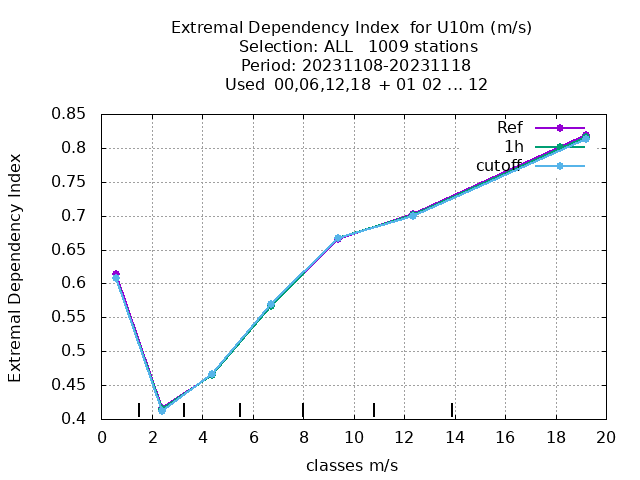 Extremal Dependency Index  for U10m (m/s)
Selection: ALL   1009 stations
Period: 20231108-20231118
Used  00,06,12,18  + 01 02 ... 12
Extremal Dependency Index
0.85
0.8
0.75
0.7
0.65
0.6
0.55
0.5
0.45
0.4
Ref
1h
cutoff
0 2 4 6 8 10 12 14 16 18 20
classes m/s